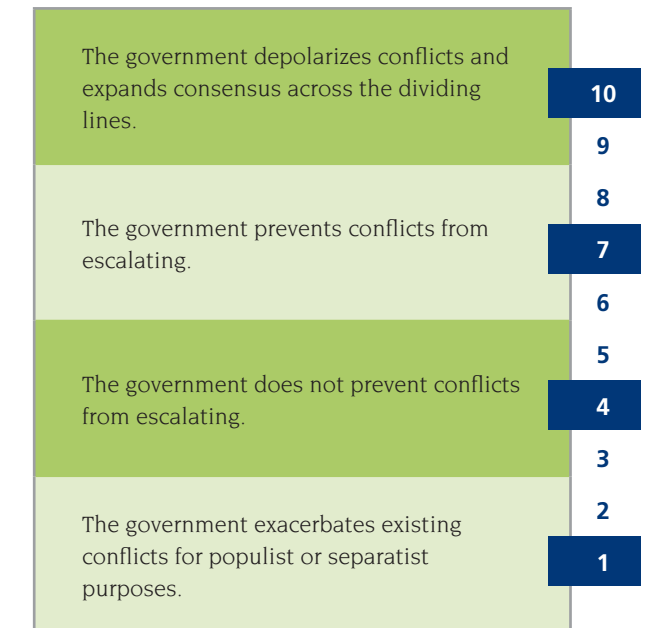 The government depolarizes conflicts and
expands consensus across the dividing
lines.
10
9
8
The government prevents conflicts from
escalating.
7
6
5
The government does not prevent conflicts
from escalating.
4
3
2
The government exacerbates existing
conflicts for populist or separatist
purposes.
1